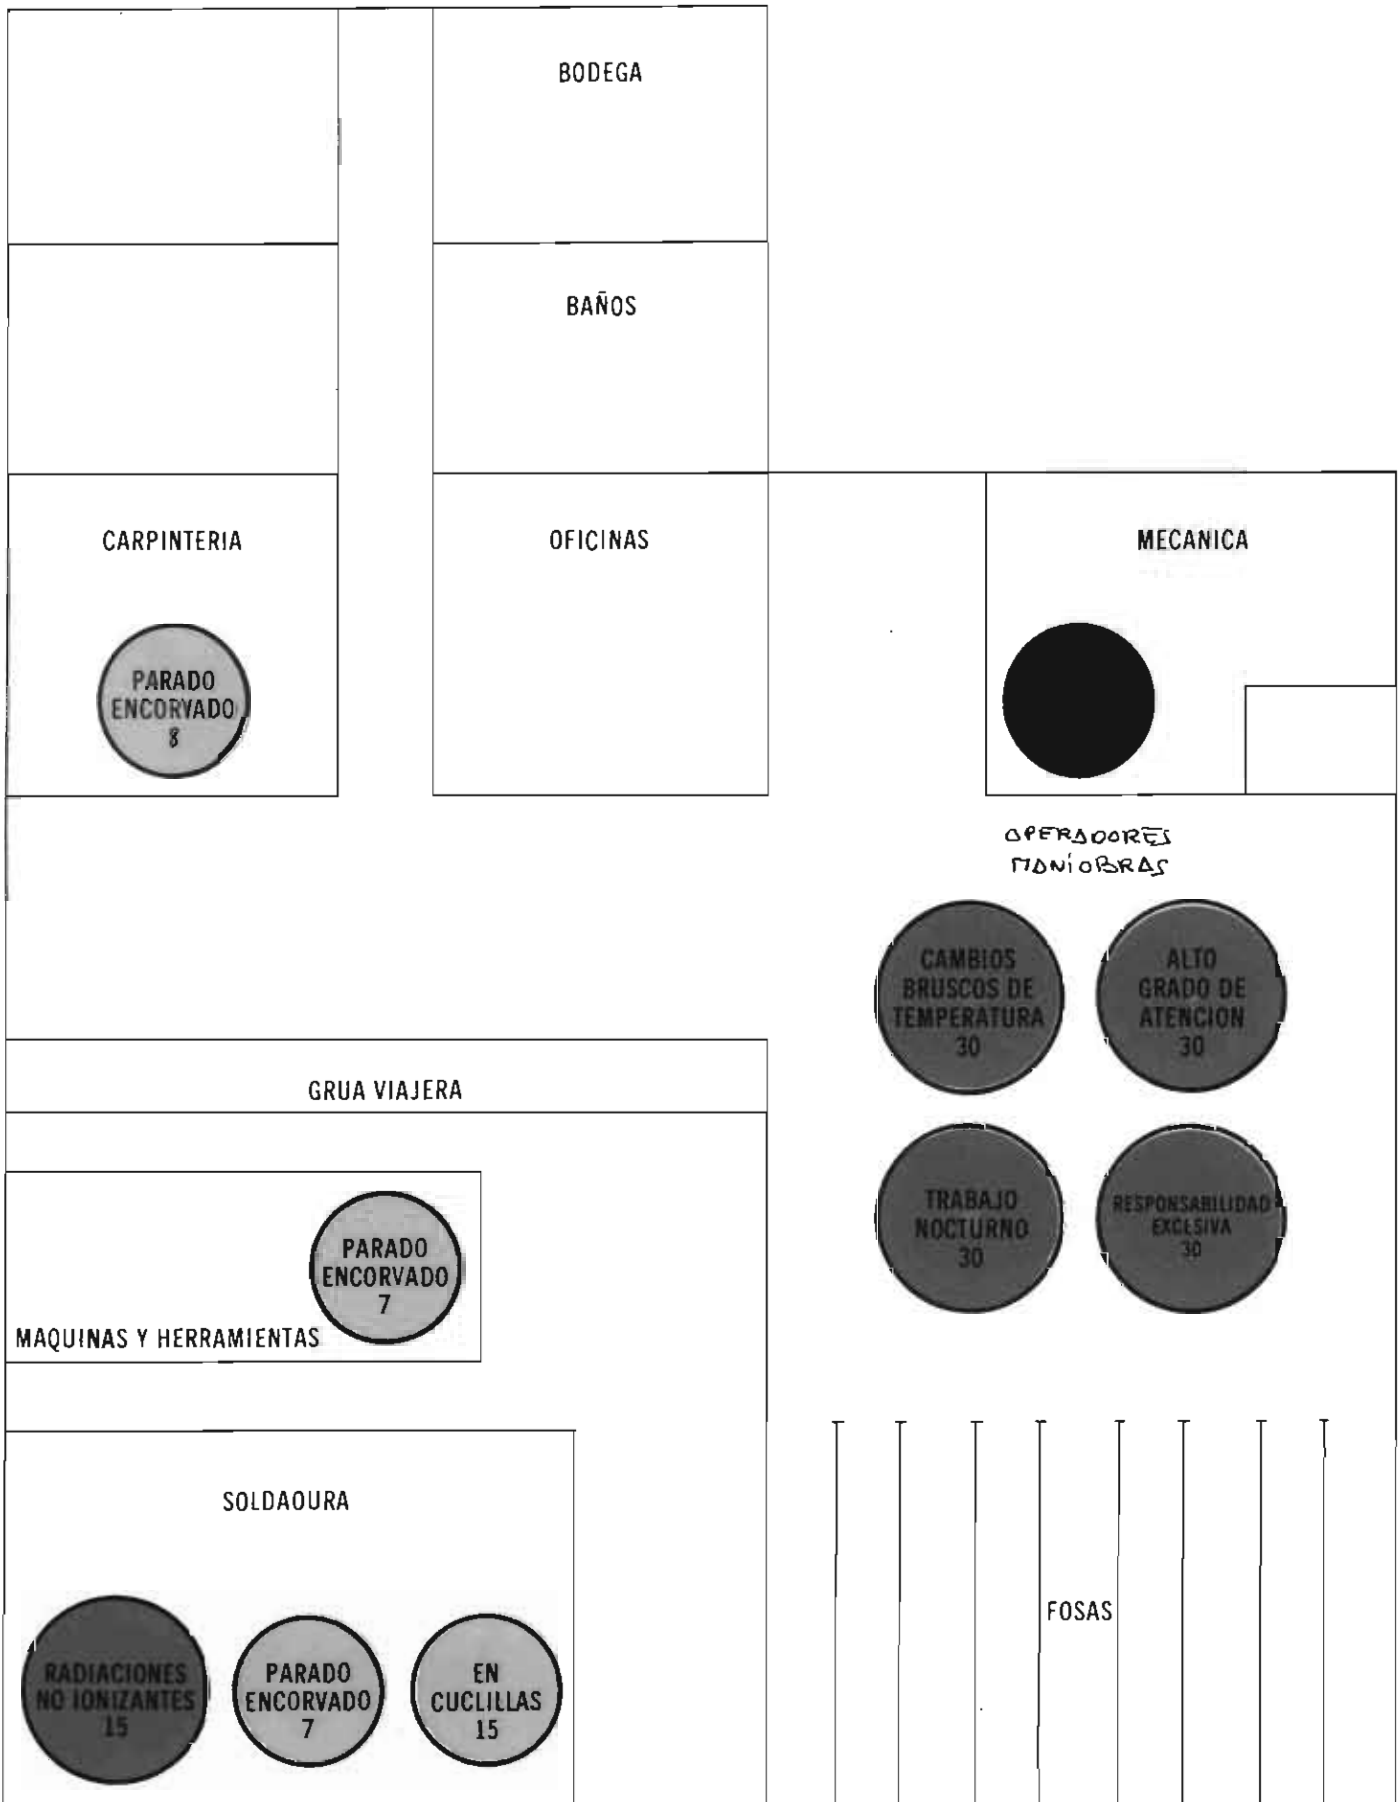 BODEGA
BAÑOS
CARPINTERIA
OFICINAS
MECANICA
PARADO
ENCORVADO
8
OPERADORES
MANIOBRAS
CAMBIOS
BRUSCOS DE
TEMPERATURA
30
ALTO
GRADO DE
ATENCION
30
GRUA VIAJERA
TRABAJO
NOCTURNO
30
RESPONSABILIDAD
EXCESIVA
30
PARADO
ENCORVADO
7
MAQUINAS Y HERRAMIENTAS
SOLDAOURA
FOSAS
RADIACIONES
NO IONIZANTES
15
PARADO
ENCORVADO
7
EN
CUCLILLAS
15